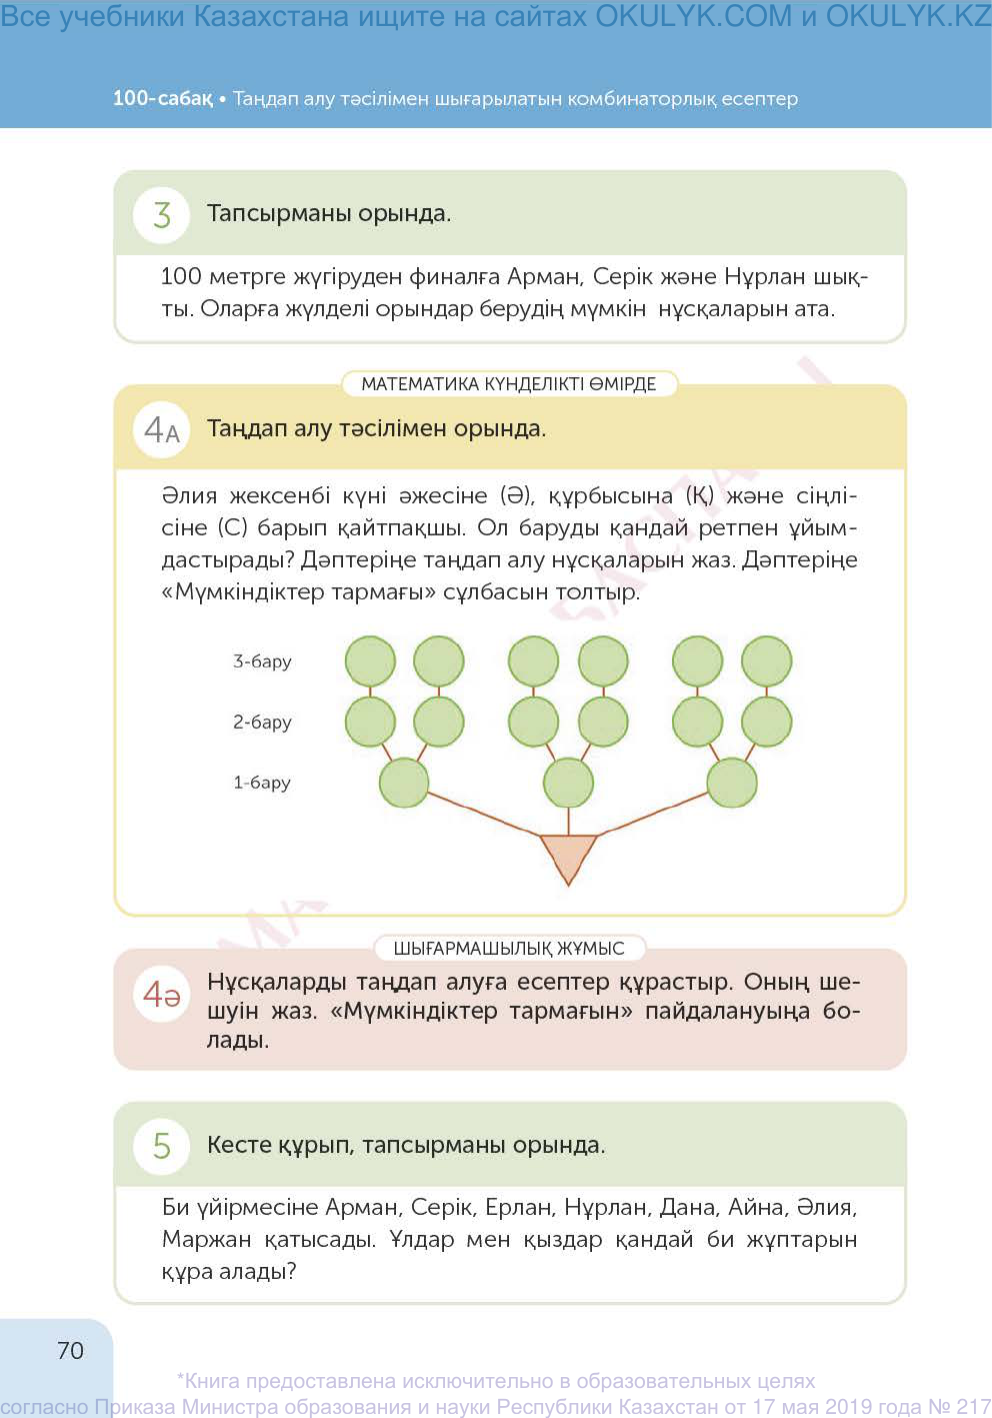 Все учебники Казахстана ищите на сайтах OKULYK.COM и OKULYK.KZ
100-сабақ • Таңдап алу тәсілімен шығарылатын комбинаторлық есептер
3 Тапсырманы орында.
100 метрге жүгіруден финалға Арман, Серік және Нұрлан шық-
ты. Оларға жүлделі орындар берудің мүмкін нұсқаларын ата.
МАТЕМАТИКА КҮНДЕЛІКТІ ӨМІРДЕ
4А Таңдап алу тәсілімен орында.
Әлия жексенбі күні әжесіне (Ә), құрбысына (Қ) және сіңлі-
сіне (С) барып қайтпақшы. Ол баруды қандай ретпен ұйым-
дастырады? Дәптеріңе таңдап алу нұсқаларын жаз. Дәптеріңе
«Мүмкіндіктер тармағы» сұлбасын толтыр.
3-бару
2-бару
1-бару
ШЫҒАРМАШЫЛЫҚ ЖҰМЫС
4ә Нұсқаларды таңдап алуға есептер құрастыр. Оның ше-
шуін жаз. «Мүмкіндіктер тармағын» пайдалануыңа бо-
лады.
5 Кесте құрып, тапсырманы орында.
Би үйірмесіне Арман, Серік, Ерлан, Нұрлан, Дана, Айна, Әлия,
Маржан қатысады. Ұлдар мен қыздар қандай би жұптарын
құра алады?
70
*Книга предоставлена исключительно в образовательных целях
согласно Приказа Министра образования и науки Республики Казахстан от 17 мая 2019 года № 217